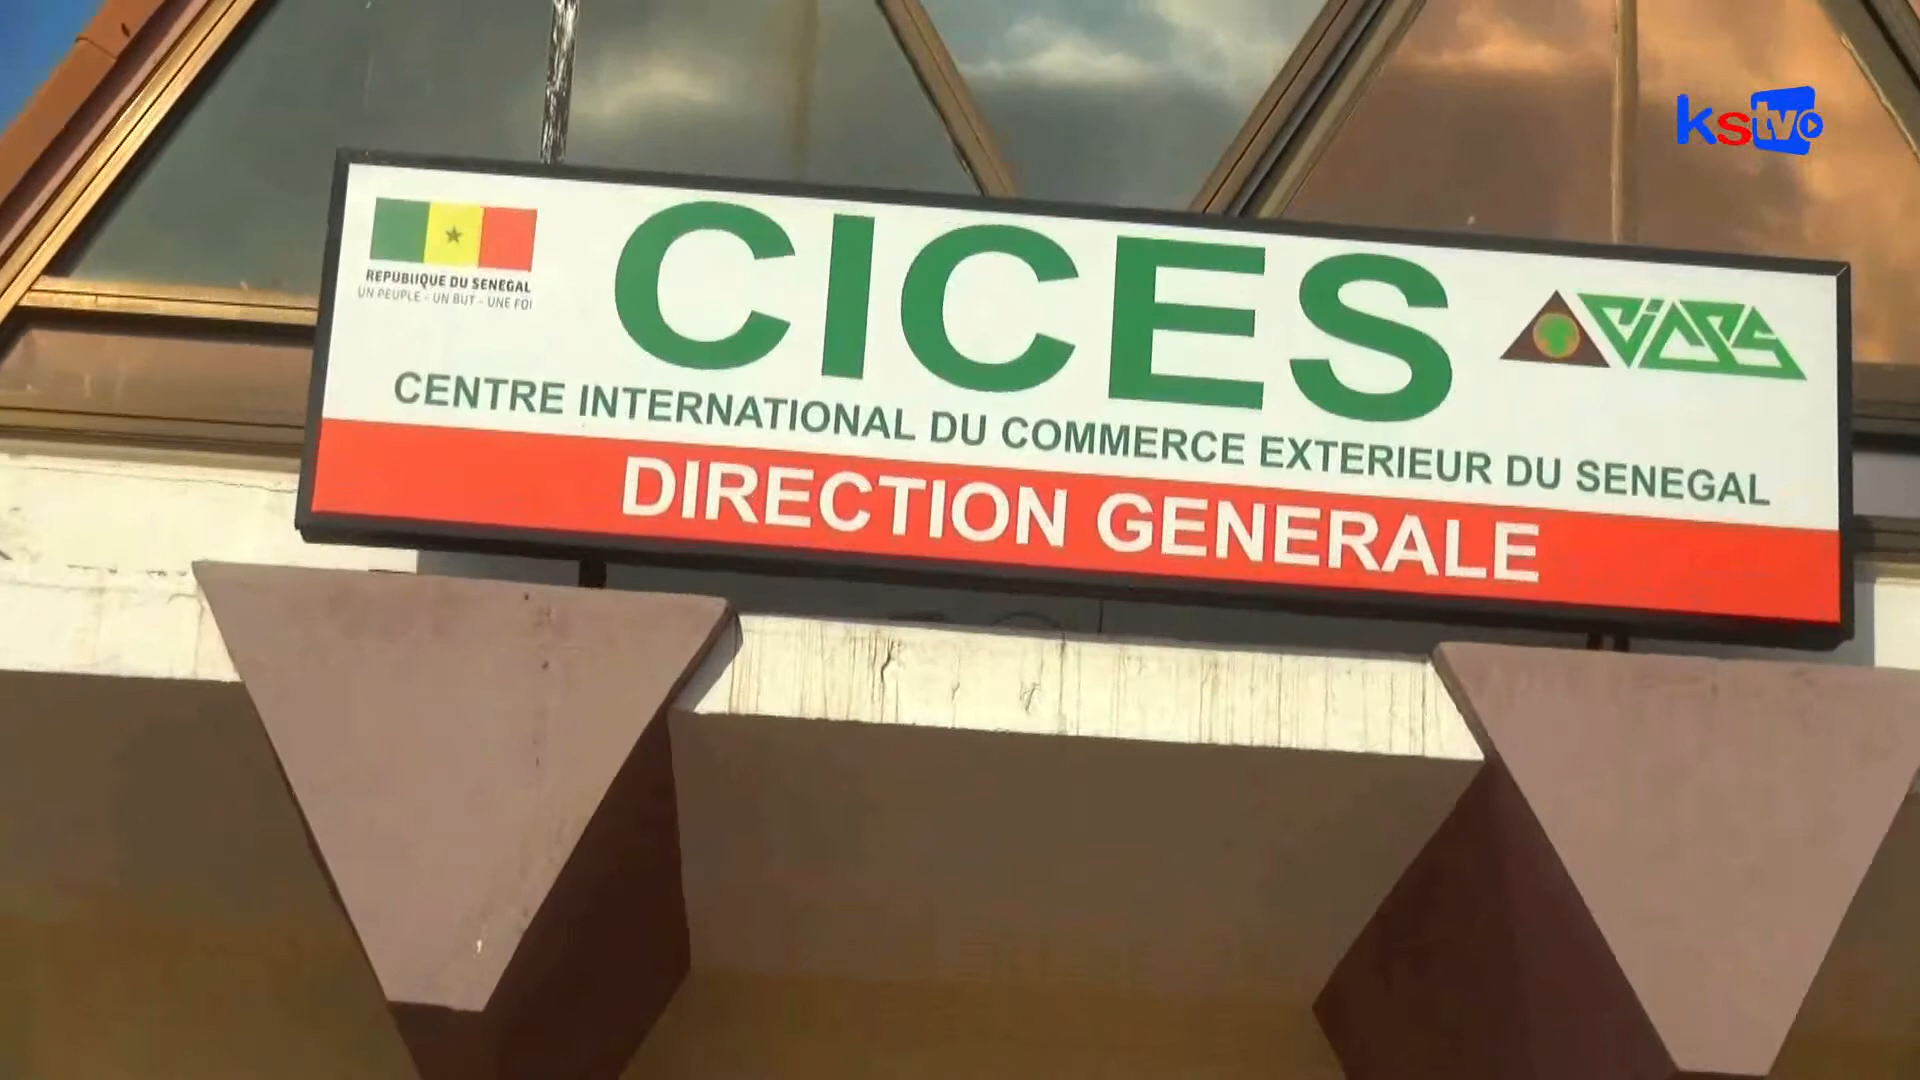 kstv
CICES
REPUBLIQUE DU SENEGAL
UN PEUPLE - UN BUT - UNE FOI
CICES
CENTRE INTERNATIONAL DU COMMERCE EXTERIEUR DU SENEGAL
DIRECTION GENERALE